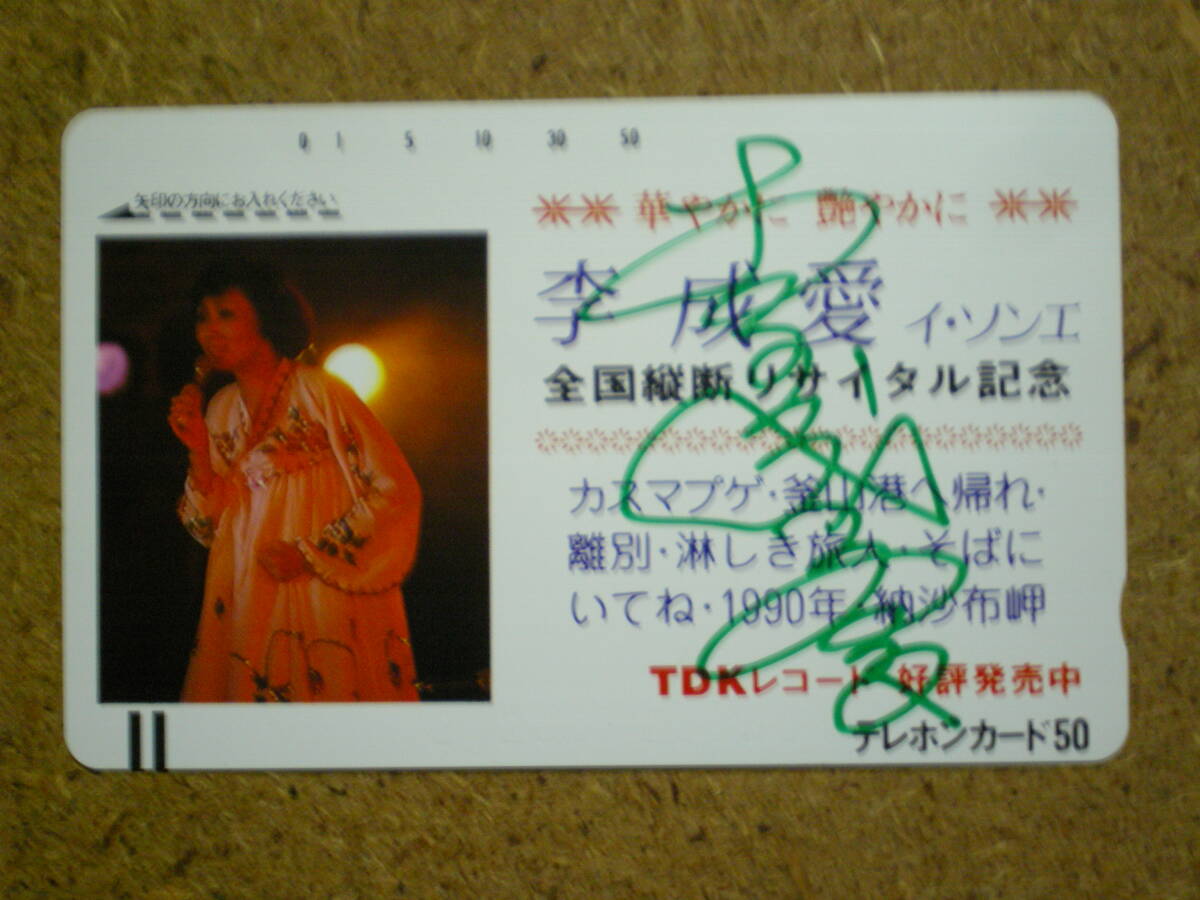 0 1 5 10 30 50
矢印の方向にお入れください
※※ 華やかに 艶やかに ※※
李成愛 イ・ソンエ
全国縦断リサイタル記念
カスマプゲ・釜山港へ帰れ・
離別・淋しき旅人・そばに
いてね・1990年・納沙布岬
TDKレコード 好評発売中
テレホンカード50